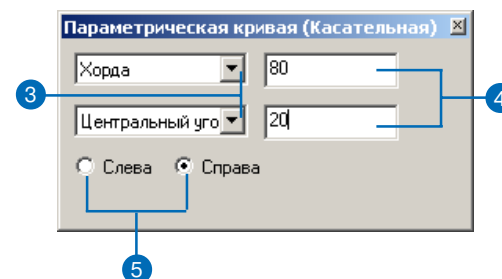 Параметрическая кривая (Касательная)
Хорда 80
3
4
Центральный уго 20
Слева Справа
5